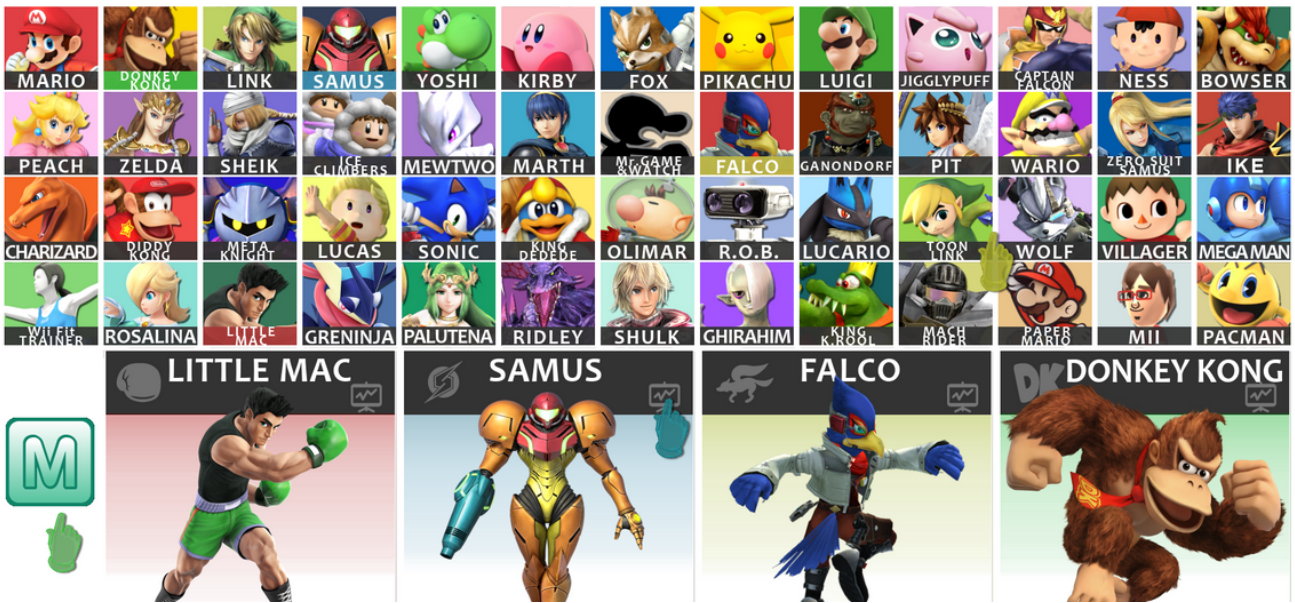 MARIO
DONKEY
KONG
LINK
SAMUS
YOSHI
KIRBY
FOX
PIKACHU
LUIGI
JIGGLYPUFF
CAPTAIN
FALCON
NESS
BOWSER
PEACH
ZELDA
SHEIK
ICE
CLIMBERS
MEWTWO
MARTH
Mr.GAME
&WATCH
FALCO
GANONDORF
PIT
WARIO
ZERO SUIT
SAMUS
IKE
CHARIZARD
DIDDY
KONG
META
KNIGHT
LUCAS
SONIC
KING
DEDEDE
OLIMAR
R.O.B.
LUCARIO
TOON
LINK
WOLF
VILLAGER
MEGAMAN
Wii Fit
TRAINER
ROSALINA
LITTLE
MAC
GRENINJA
PALUTENA
RIDLEY
SHULK
GHIRAHIM
KING
K.ROOL
MACH
RIDER
PAPER
MARIO
MII
PACMAN
LITTLE MAC
SAMUS
FALCO
DK
DONKEY KONG
M